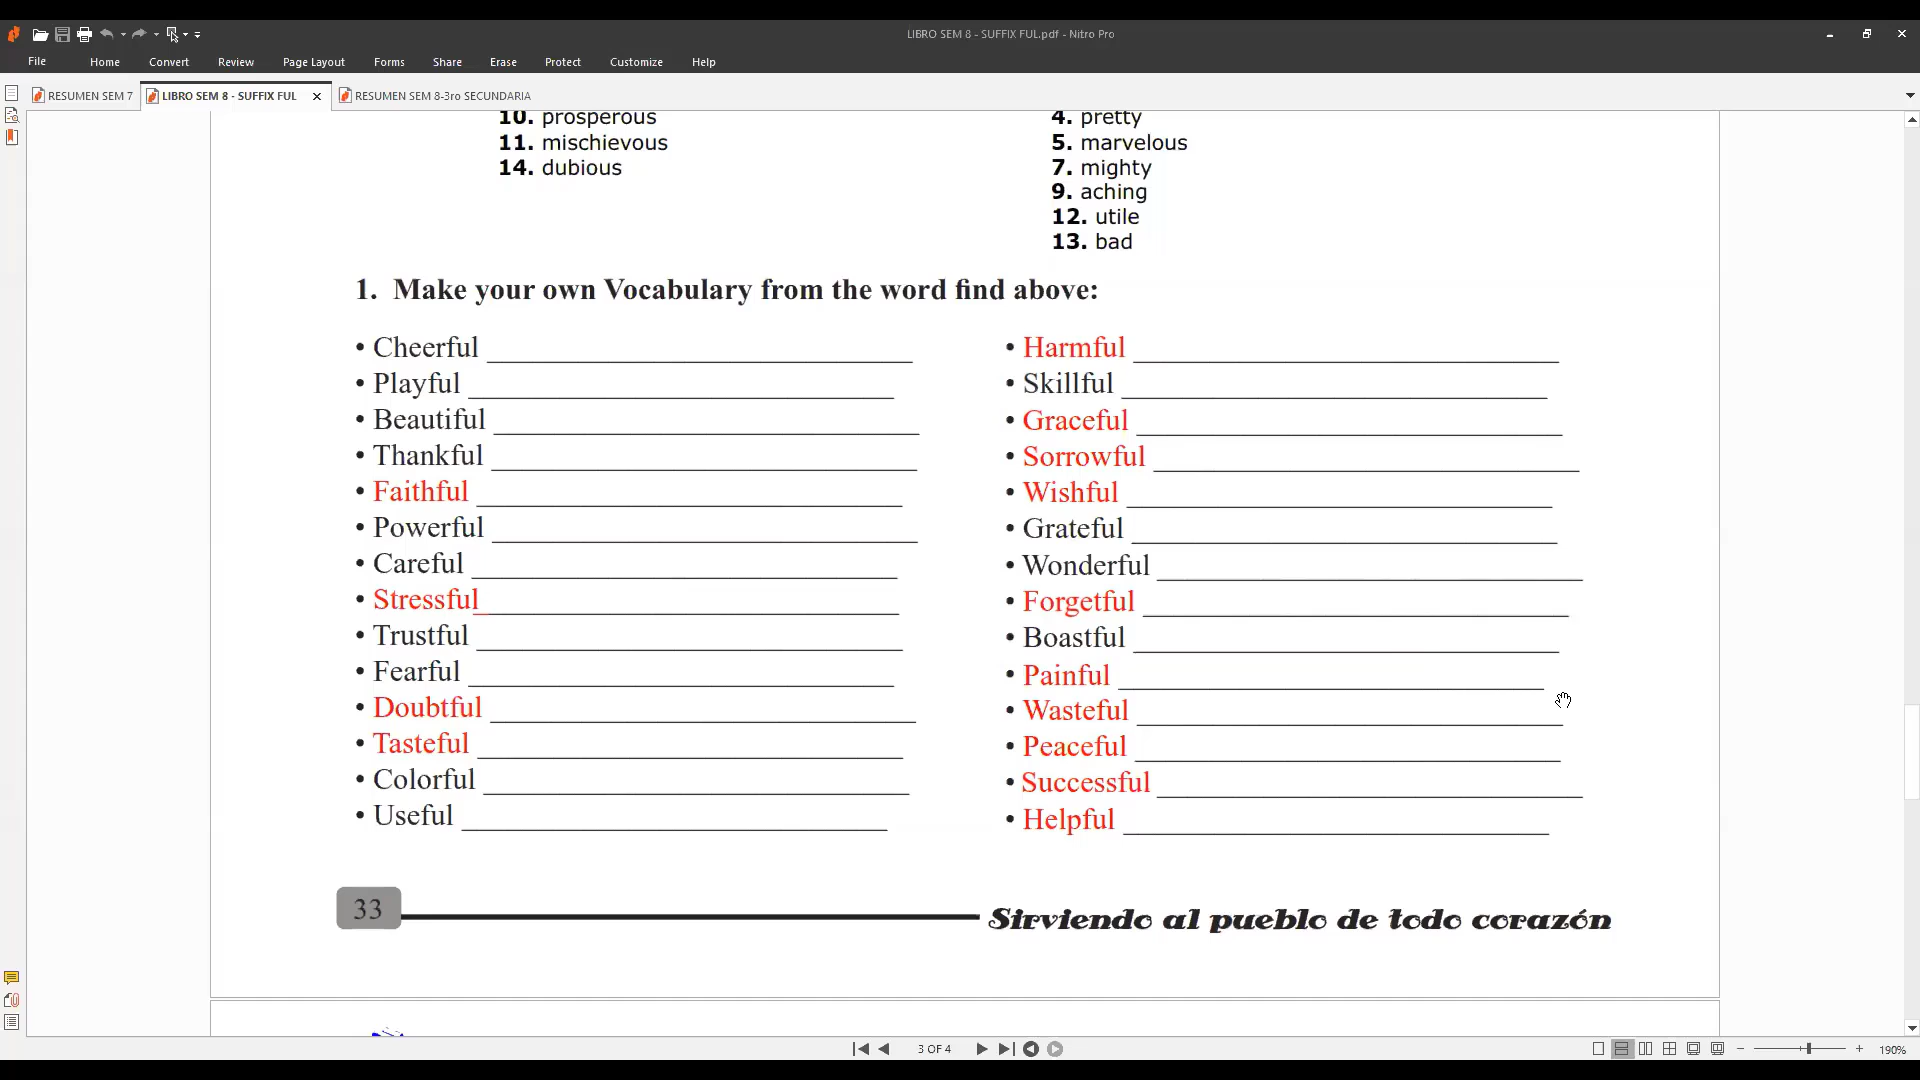 LIBRO SEM 8 - SUFFIX FUL.pdf - Nitro Pro
File Home Convert Review Page Layout Forms Share Erase Protect Customize Help
RESUMEN SEM 7 LIBRO SEM 8 - SUFFIX FUL RESUMEN SEM 8-3ro SECUNDARIA
10. prosperous
11. mischievous
14. dubious
4. pretty
5. marvelous
7. mighty
9. aching
12. utile
13. bad
1. Make your own Vocabulary from the word find above:
• Cheerful
• Playful
• Beautiful
• Thankful
• Faithful
• Powerful
• Careful
• Stressful
• Trustful
• Fearful
• Doubtful
• Tasteful
• Colorful
• Useful
• Harmful
• Skillful
• Graceful
• Sorrowful
• Wishful
• Grateful
• Wonderful
• Forgetful
• Boastful
• Painful
• Wasteful
• Peaceful
• Successful
• Helpful
33
Sirviendo al pueblo de todo corazón
3 OF 4
190%